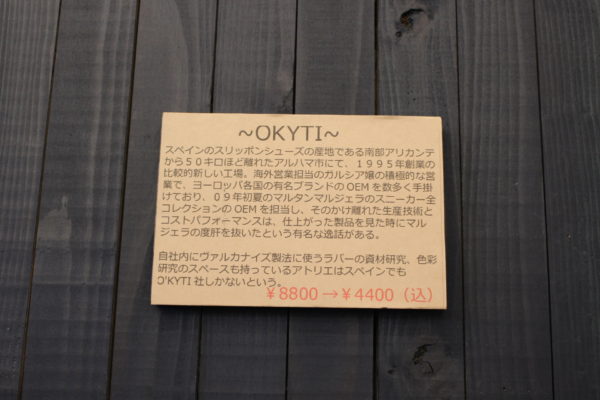 ~OKYTI~
スペインのスリッポンシューズの産地である南部アリカンテ
から５０キロほど離れたアルハマ市にて、１９９５年創業の
比較的新しい工場。海外営業担当のガルシア嬢の積極的な営
業で、ヨーロッパ各国の有名ブランドの OEM を数多く手掛
けており、０９年初夏のマルタンマルジェラのスニーカー全
コレクションの OEM を担当し、そのかけ離れた生産技術と
コストパフォーマンスは、仕上がった製品を見た時にマル
ジェラの度肝を抜いたという有名な逸話がある。
自社内にヴァルカナイズ製法に使うラバーの資材研究、色彩
研究のスペースも持っているアトリエはスペインでも
O'KYTI 社しかないという。
￥8800→￥4400（込）